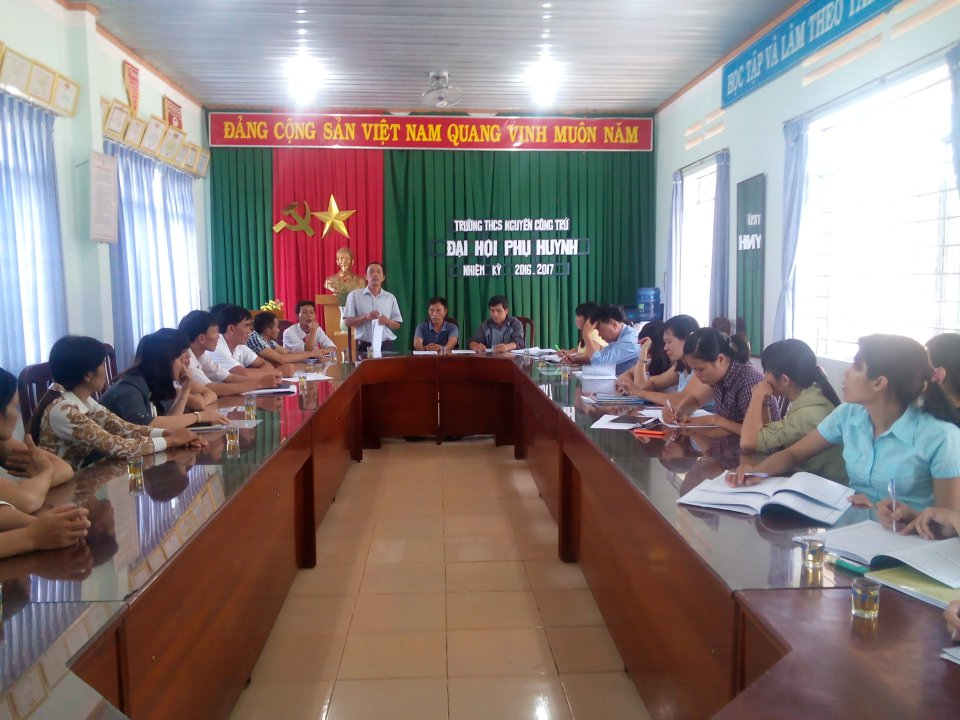 HỌC TẬP VÀ LÀM THEO TẤM
ĐẢNG CỘNG SẢN VIỆT NAM QUANG VINH MUÔN NĂM
TRƯỜNG THCS NGUYỄN CÔNG TRỨ
ĐẠI HỘI PHỤ HUYNH
NHIỆM KỲ 2016-2017